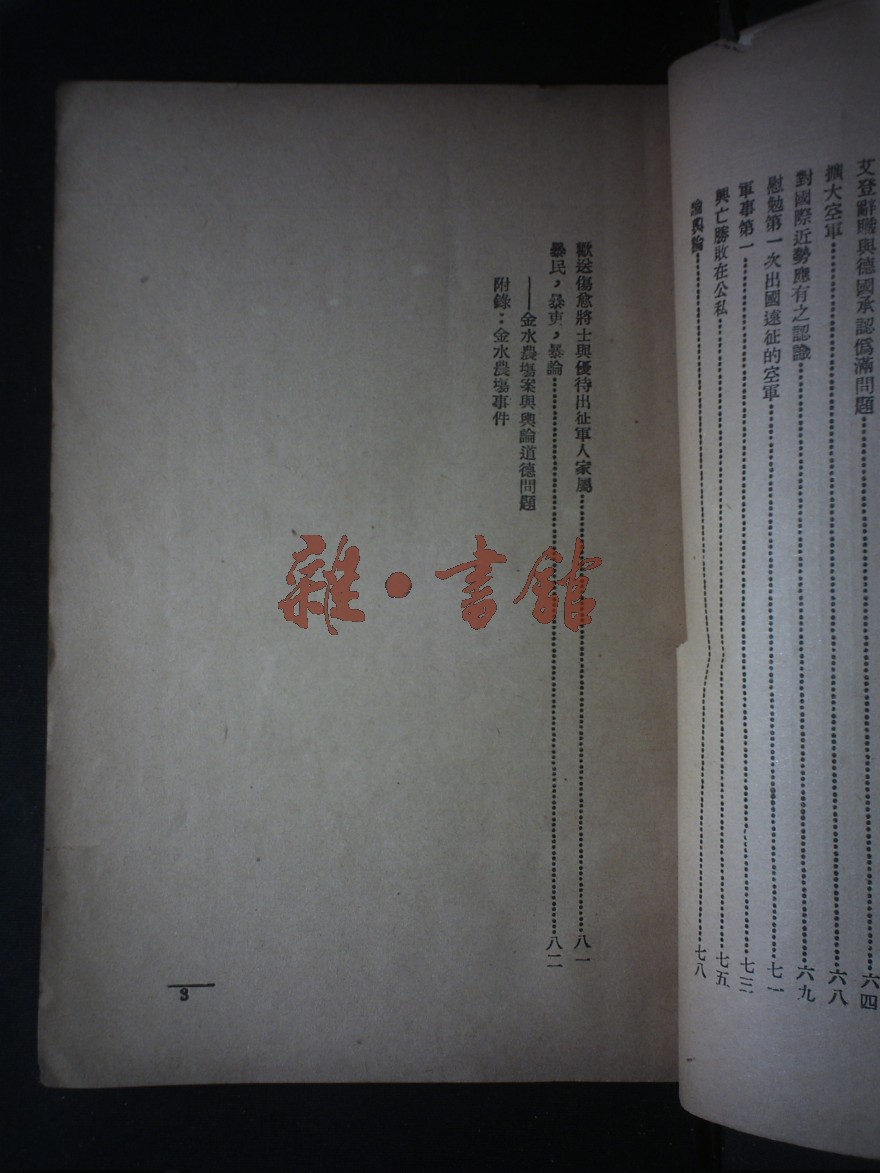 艾登辭職與德國承認僞滿問題……六四
擴大空軍……六八
對國際近勢應有之認識……六九
慰勉第一次出國遠征的空軍……七一
軍事第一……七三
興亡勝敗在公私……七五
論輿論……七八
歡送傷愈將士與優待出征軍人家屬……八一
暴民，暴吏，暴論……八二
——金水農塲案與輿論道德問題
附錄：金水農塲事件
3
雜·書館